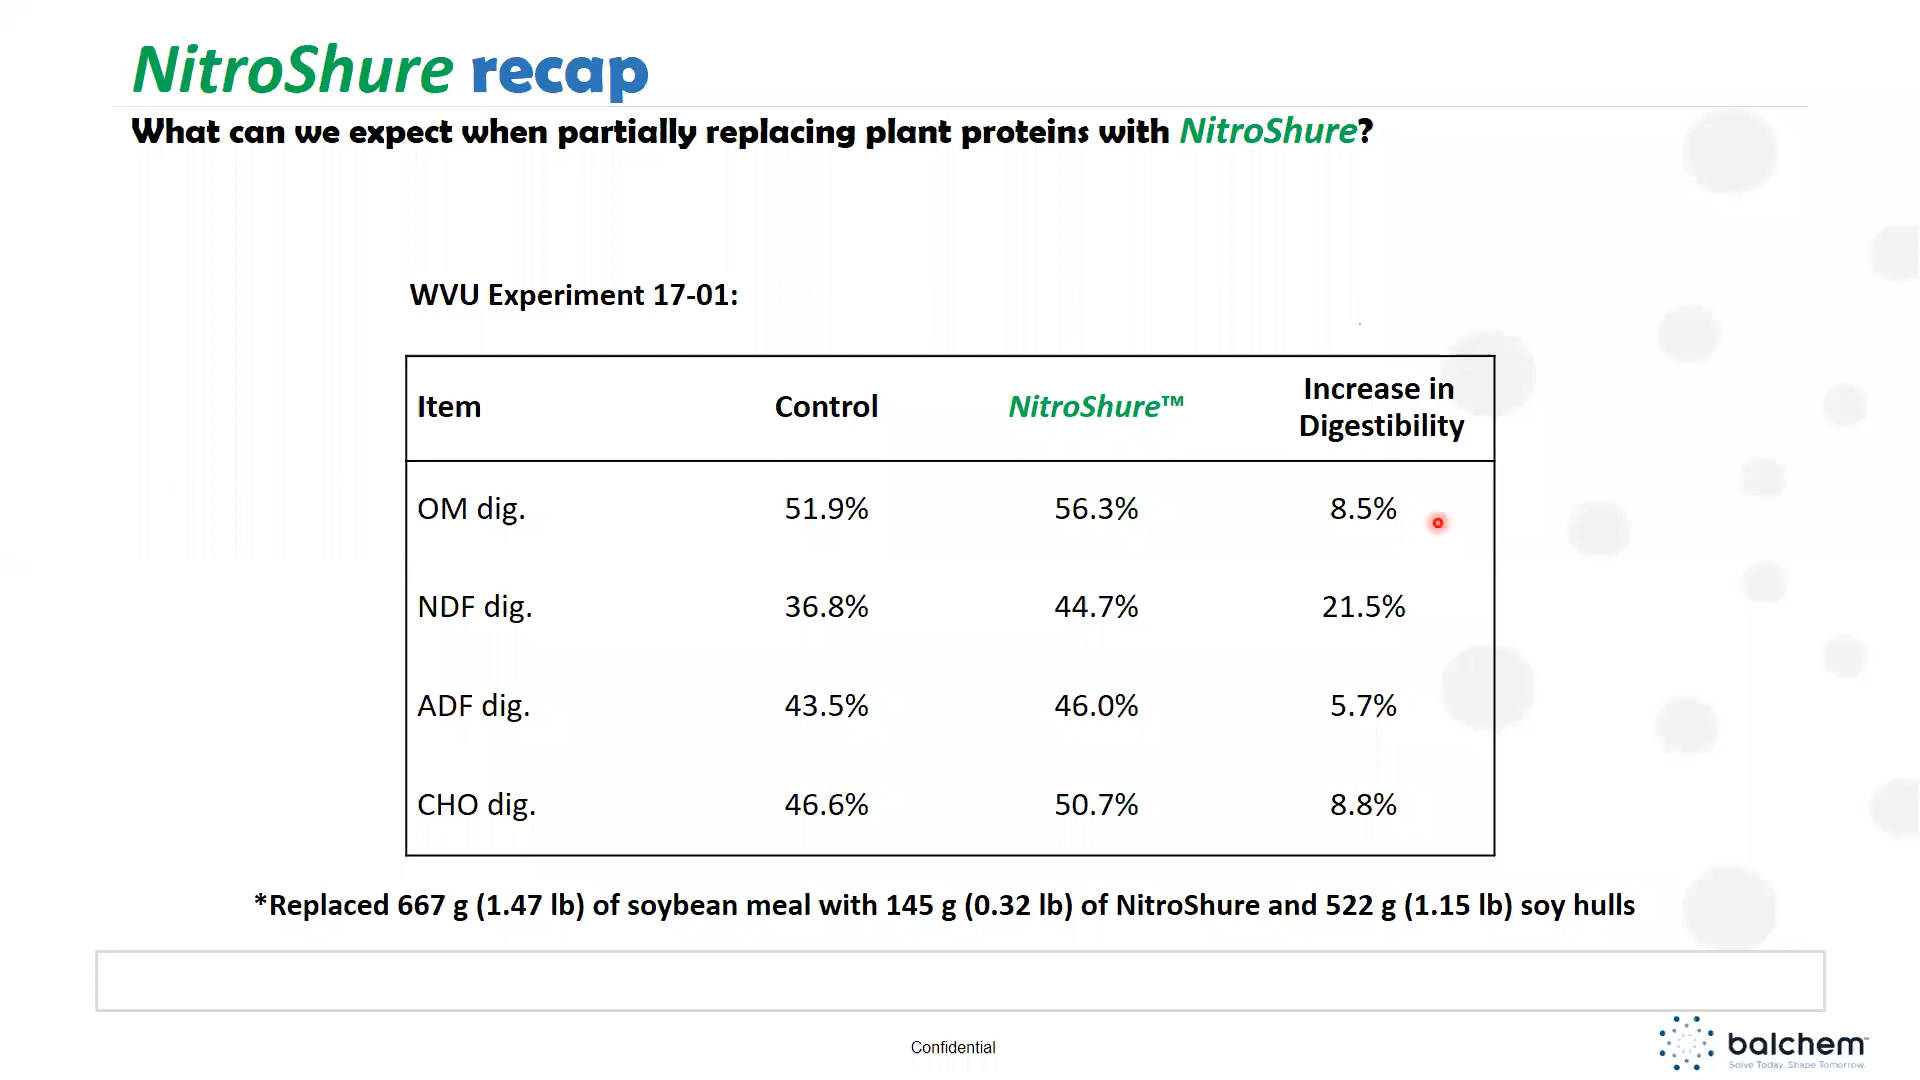 NitroShure recap
What can we expect when partially replacing plant proteins with NitroShure?
WVU Experiment 17-01:
Item Control NitroShure™ Increase in Digestibility
OM dig. 51.9% 56.3% 8.5%
NDF dig. 36.8% 44.7% 21.5%
ADF dig. 43.5% 46.0% 5.7%
CHO dig. 46.6% 50.7% 8.8%
*Replaced 667 g (1.47 lb) of soybean meal with 145 g (0.32 lb) of NitroShure and 522 g (1.15 lb) soy hulls
Confidential
balchem™
Solve Today. Shape Tomorrow.